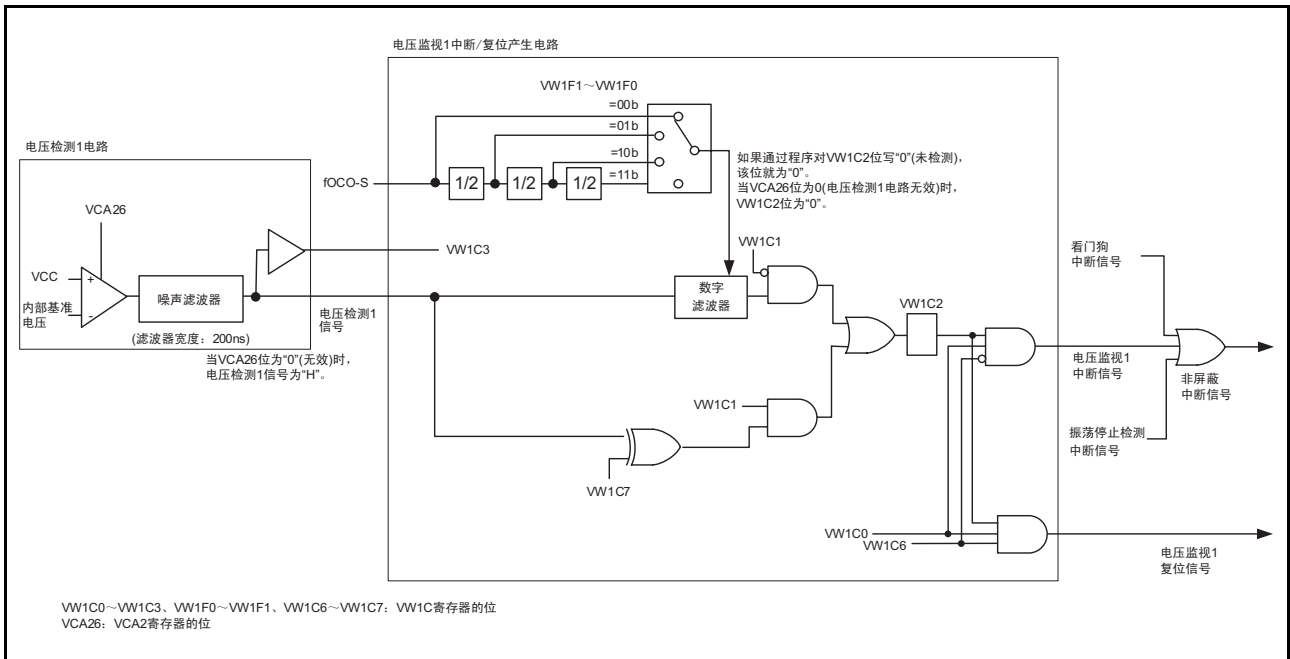 电压监视1中断/复位产生电路
VW1F1～VW1F0
=00b
=01b
=10b
=11b
电压检测1电路
fOCO-S
1/2
1/2
1/2
如果通过程序对VW1C2位写“0”(未检测),
该位就为“0”。
当VCA26位为0(电压检测1电路无效)时,
VW1C2位为“0”。
VCA26
VW1C3
VW1C1
看门狗
中断信号
VCC
+
内部基准
电压
-
噪声滤波器
(滤波器宽度：200ns)
电压检测1
信号
数字
滤波器
VW1C2
当VCA26位为“0”(无效)时,
电压检测1信号为“H”。
电压监视1
中断信号
非屏蔽
中断信号
VW1C1
振荡停止检测
中断信号
VW1C7
VW1C0
VW1C6
电压监视1
复位信号
VW1C0～VW1C3、VW1F0～VW1F1、VW1C6～VW1C7：VW1C寄存器的位
VCA26：VCA2寄存器的位